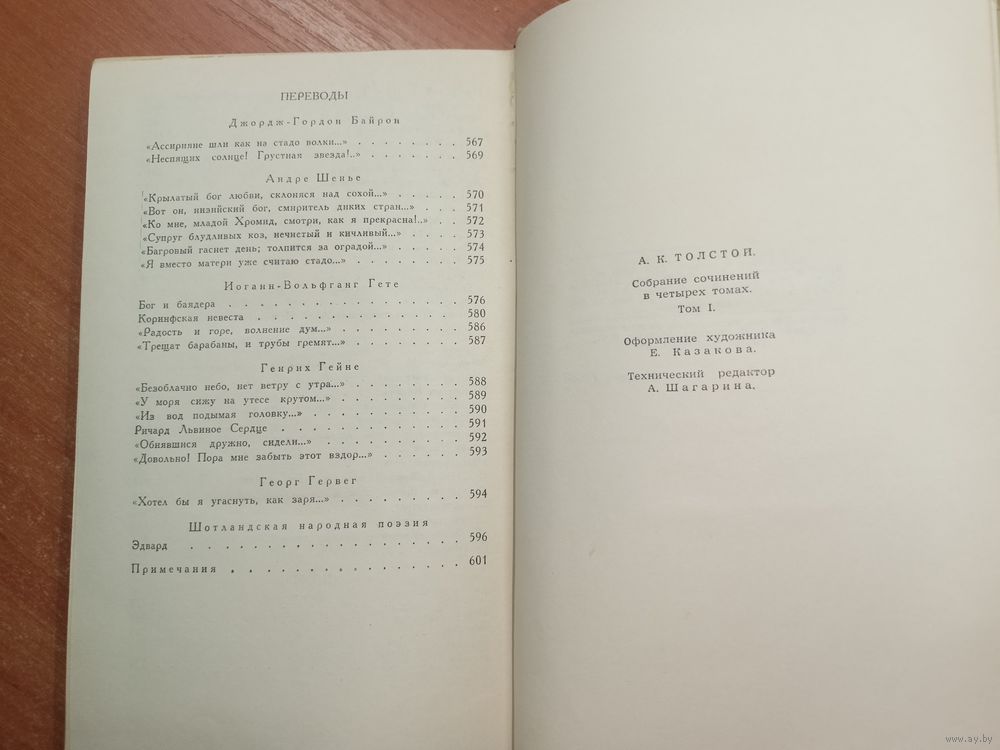 ПЕРЕВОДЫ
Джордж-Гордон Байрон
«Ассирияне шли как на стадо волки...» . . . . . . . . 567
«Неспящих солнце! Грустная звезда!..» . . . . . . . 569
Андре Шенье
«Крылатый бог любви, склоняся над сохой...» . . . . 570
«Вот он, низийский бог, смиритель диких стран...» . . 571
«Ко мне, младой Хромид, смотри, как я прекрасна!..» . . 572
«Супруг блудливых коз, нечистый и кичливый...» . . . . 573
«Багровый гаснет день; толпится за оградой...» . . . . 574
«Я вместо матери уже считаю стадо...» . . . . . . . . 575
Иоганн-Вольфганг Гете
Бог и баядера . . . . . . . . . . . . . . . . 576
Коринфская невеста . . . . . . . . . . . . . . 580
«Радость и горе, волнение дум...» . . . . . . . . . 586
«Трещат барабаны, и трубы гремят...» . . . . . . . . 587
Генрих Гейне
«Безоблачно небо, нет ветру с утра...» . . . . . . . . 588
«У моря сижу на утесе крутом...» . . . . . . . . . . 589
«Из вод подымая головку...» . . . . . . . . . . . 590
Ричард Львиное Сердце . . . . . . . . . . . . . 591
«Обнявшися дружно, сидели...» . . . . . . . . . . 592
«Довольно! Пора мне забыть этот вздор...» . . . . . . 593
Георг Гервег
«Хотел бы я угаснуть, как заря...» . . . . . . . . . 594
Шотландская народная поэзия
Эдвард . . . . . . . . . . . . . . . . . . 596
Примечания . . . . . . . . . . . . . . . . 601
А. К. ТОЛСТОЙ.
Собрание сочинений
в четырех томах.
Том I.
Оформление художника
Е. Казакова.
Технический редактор
А. Шагарина.
www.ay.by